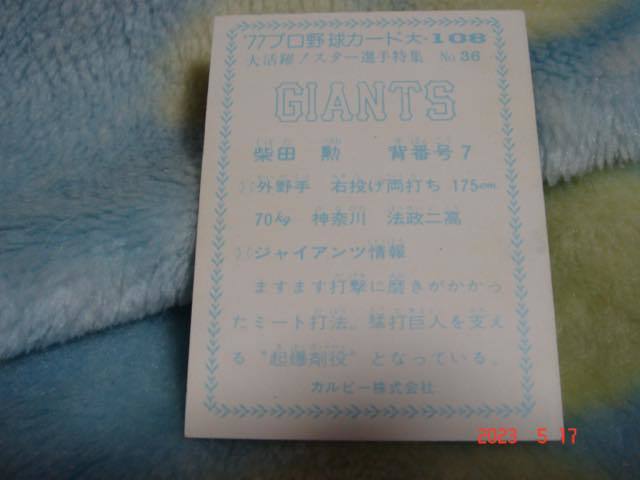 '77プロ野球カード大-108
大活躍!スター選手特集 No 36
GIANTS
柴田 勲 背番号7
外野手 右投げ両打ち 175cm
70kg 神奈川 法政二高
ジャイアンツ情報
ますます打撃に磨きがかかっ
たミート打法。猛打巨人を支え
る "起爆剤役" となっている。
カルビー株式会社
2023 5 17